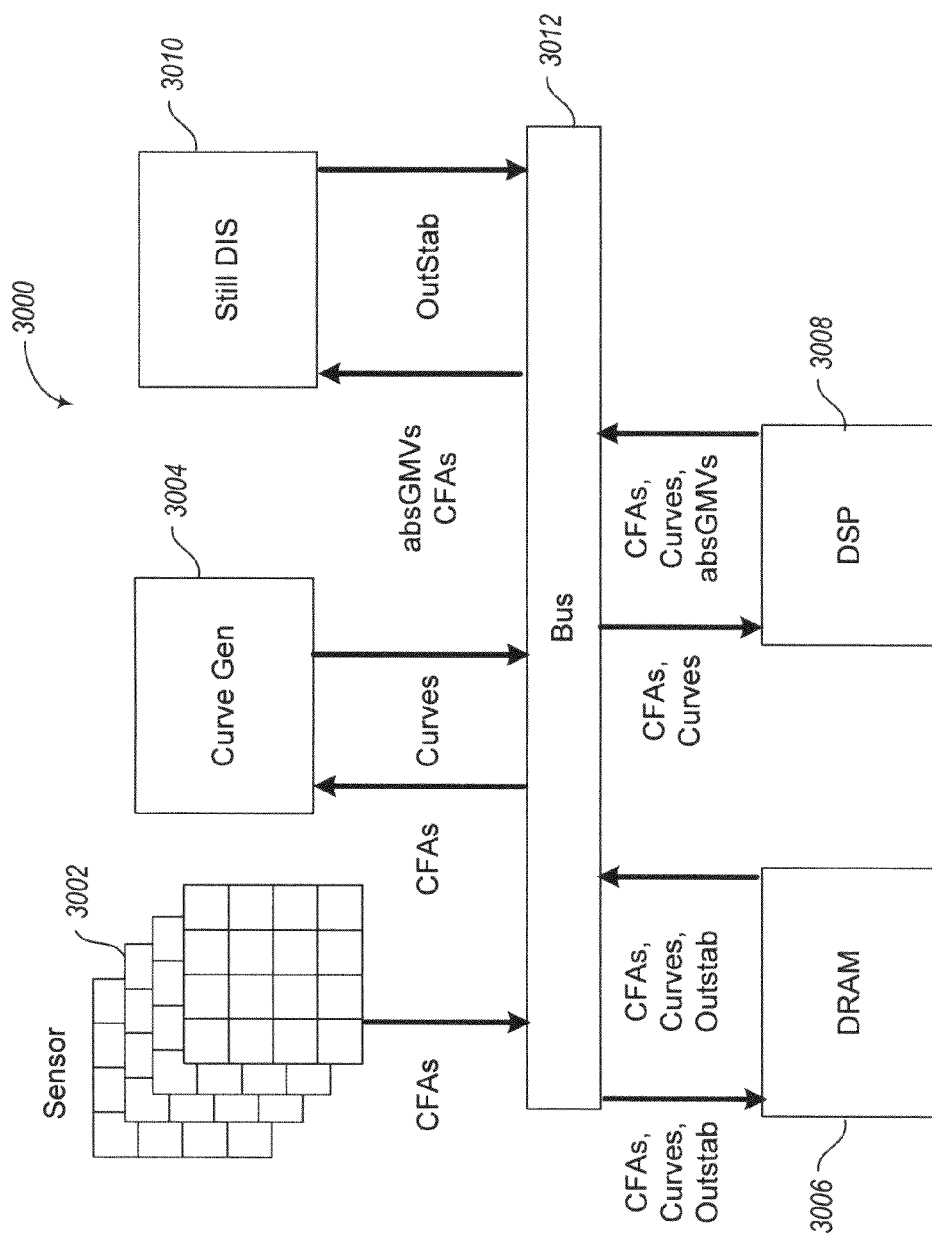 3000
Sensor
3002
3004
3010
Curve Gen
Still DIS
CFAs
CFAs
Curves
absGMVs
CFAs
OutStab
Bus
3012
CFAs,
Curves,
Outstab
CFAs,
Curves,
Outstab
CFAs,
Curves
CFAs,
Curves,
absGMVs
DRAM
3006
DSP
3008